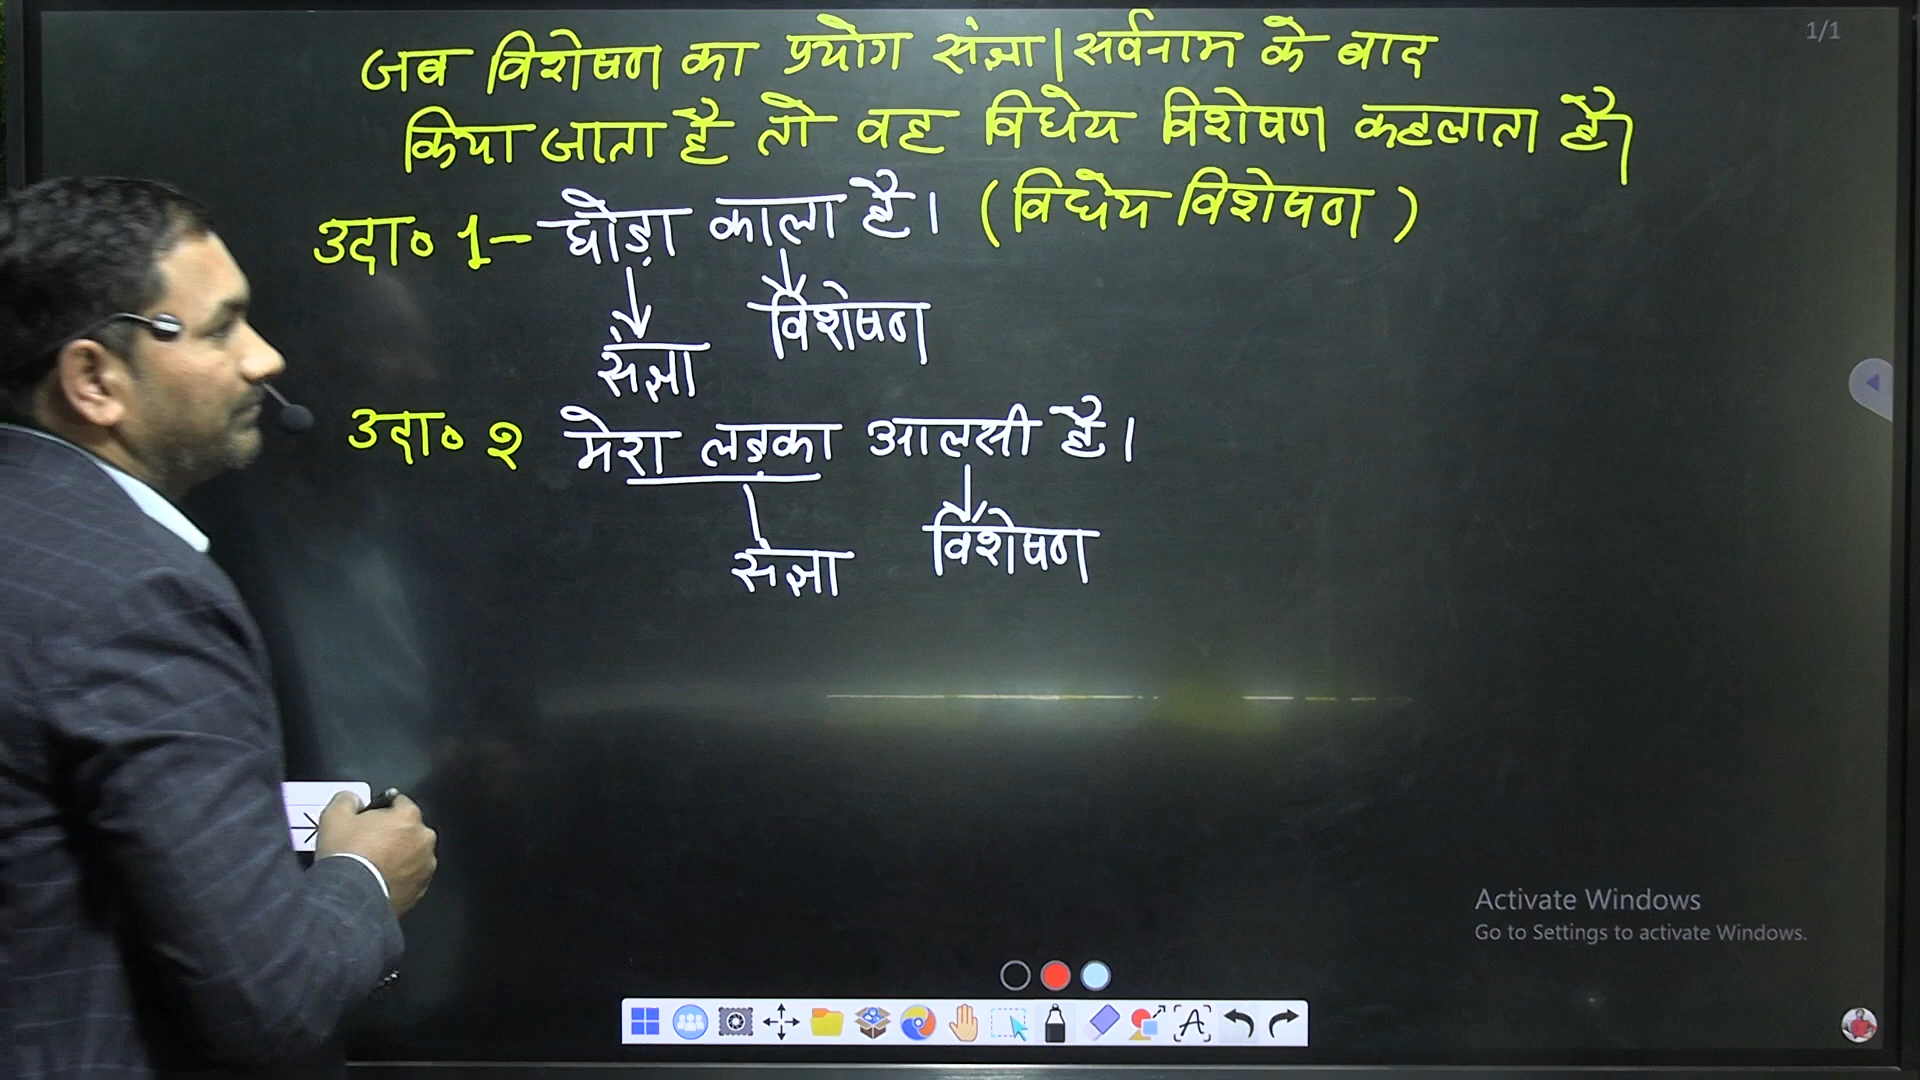 1/1
जब विशेषण का प्रयोग संज्ञा|सर्वनाम के बाद
किया जाता है तो वह विधेय विशेषण कहलाता है।
उदा० 1- घोड़ा काला है। (विधेय विशेषण)
संज्ञा विशेषण
उदा० 2 मेरा लड़का आलसी है।
संज्ञा विशेषण
Activate Windows
Go to Settings to activate Windows.